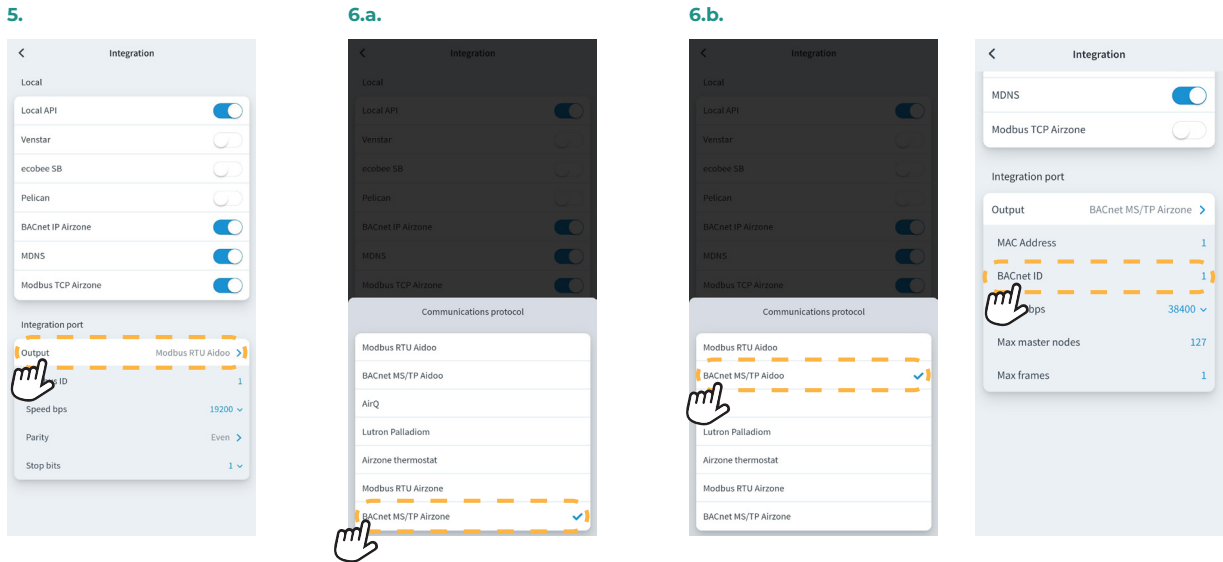 5.
Integration
Local
Local API
Venstar
ecobee SB
Pelican
BACnet IP Airzone
MDNS
Modbus TCP Airzone
Integration port
Output Modbus RTU Aidoo
ID 1
Speed bps 19200
Parity Even
Stop bits 1
6.a.
Integration
Local
Local API
Venstar
ecobee SB
Pelican
BACnet IP Airzone
MDNS
Modbus TCP Airzone
Communications protocol
Modbus RTU Aidoo
BACnet MS/TP Aidoo
AirQ
Lutron Palladiom
Airzone thermostat
Modbus RTU Airzone
BACnet MS/TP Airzone
6.b.
Integration
Local
Local API
Venstar
ecobee SB
Pelican
BACnet IP Airzone
MDNS
Modbus TCP Airzone
Communications protocol
Modbus RTU Aidoo
BACnet MS/TP Aidoo
Lutron Palladiom
Airzone thermostat
Modbus RTU Airzone
BACnet MS/TP Airzone
Integration
MDNS
Modbus TCP Airzone
Integration port
Output BACnet MS/TP Airzone
MAC Address 1
BACnet ID 1
bps 38400
Max master nodes 127
Max frames 1